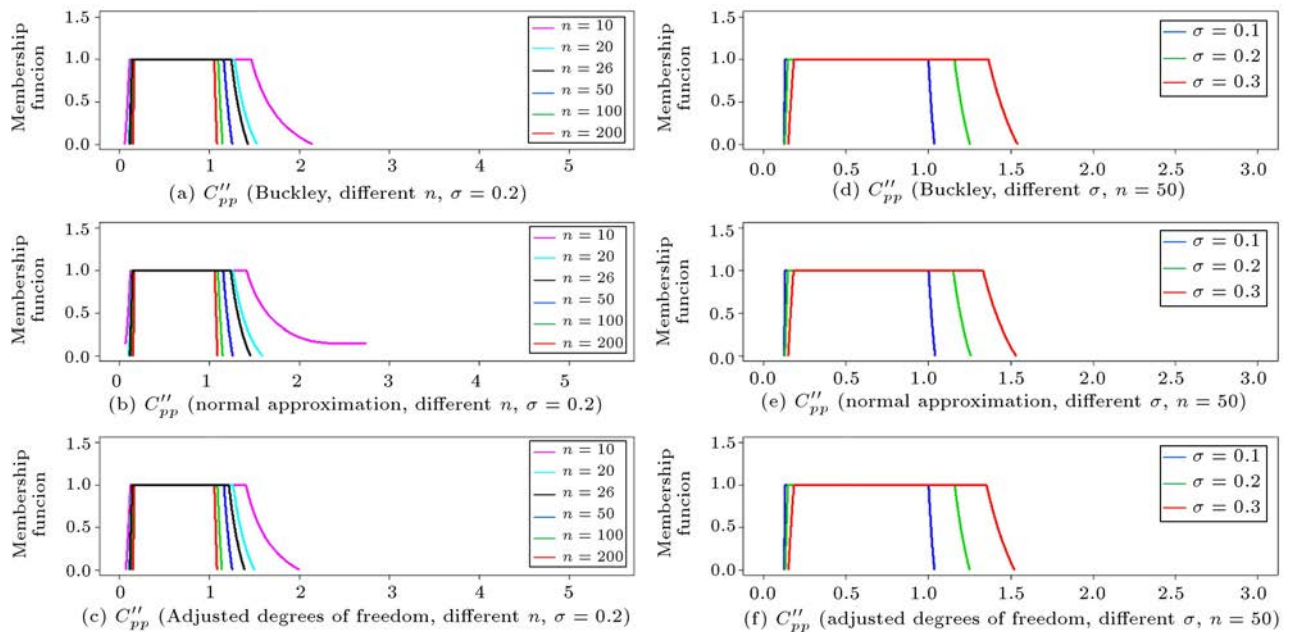 Membership
funcion
1.5
1.0
0.5
0.0
n = 10
n = 20
n = 26
n = 50
n = 100
n = 200
0 1 2 3 4 5
(a) C''pp (Buckley, different n, σ = 0.2)
Membership
funcion
1.5
1.0
0.5
0.0
n = 10
n = 20
n = 26
n = 50
n = 100
n = 200
0 1 2 3 4 5
(b) C''pp (normal approximation, different n, σ = 0.2)
Membership
funcion
1.5
1.0
0.5
0.0
n = 10
n = 20
n = 26
n = 50
n = 100
n = 200
0 1 2 3 4 5
(c) C''pp (Adjusted degrees of freedom, different n, σ = 0.2)
Membership
funcion
1.5
1.0
0.5
0.0
σ = 0.1
σ = 0.2
σ = 0.3
0.0 0.5 1.0 1.5 2.0 2.5 3.0
(d) C''pp (Buckley, different σ, n = 50)
Membership
funcion
1.5
1.0
0.5
0.0
σ = 0.1
σ = 0.2
σ = 0.3
0.0 0.5 1.0 1.5 2.0 2.5 3.0
(e) C''pp (normal approximation, different σ, n = 50)
Membership
funcion
1.5
1.0
0.5
0.0
σ = 0.1
σ = 0.2
σ = 0.3
0.0 0.5 1.0 1.5 2.0 2.5 3.0
(f) C''pp (adjusted degrees of freedom, different σ, n = 50)